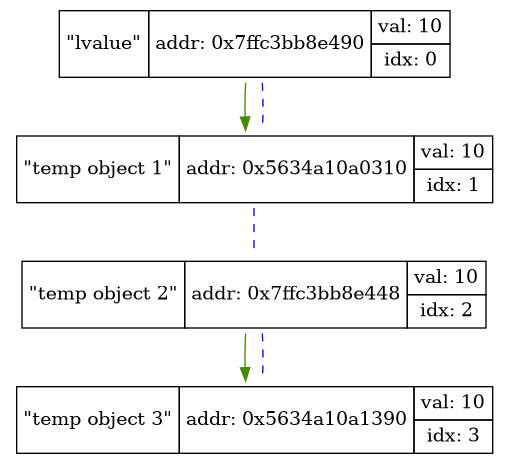 "lvalue" addr: 0x7ffc3bb8e490 val: 10
idx: 0
"temp object 1" addr: 0x5634a10a0310 val: 10
idx: 1
"temp object 2" addr: 0x7ffc3bb8e448 val: 10
idx: 2
"temp object 3" addr: 0x5634a10a1390 val: 10
idx: 3